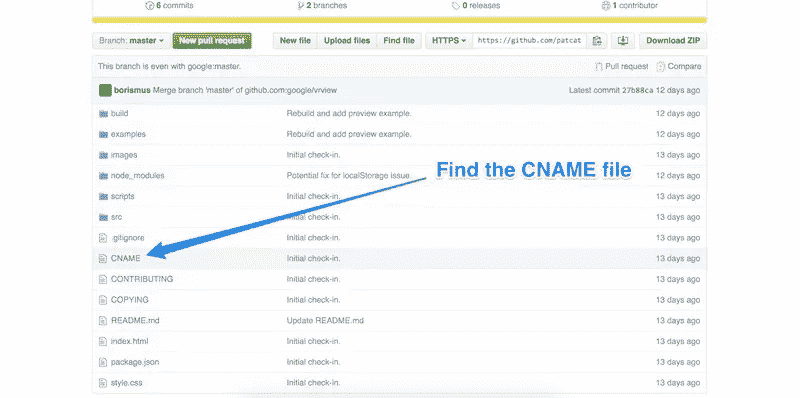 6 commits 2 branches 0 releases 1 contributor
Branch: master New pull request New file Upload files Find file HTTPS https://github.com/patcat Download ZIP
This branch is even with google:master. Pull request Compare
borismus Merge branch 'master' of github.com:google/vrview Latest commit 27b88ca 12 days ago
build Rebuild and add preview example. 12 days ago
examples Rebuild and add preview example. 12 days ago
images Initial check-in. 13 days ago
Find the CNAME file
node_modules Potential fix for localStorage issue. 13 days ago
scripts Initial check-in. 13 days ago
src Initial check-in. 13 days ago
.gitignore Initial check-in. 13 days ago
CNAME Initial check-in. 13 days ago
CONTRIBUTING Initial check-in. 13 days ago
COPYING Initial check-in. 13 days ago
README.md Update README.md 13 days ago
index.html Initial check-in. 13 days ago
package.json Initial check-in. 13 days ago
style.css Initial check-in. 13 days ago